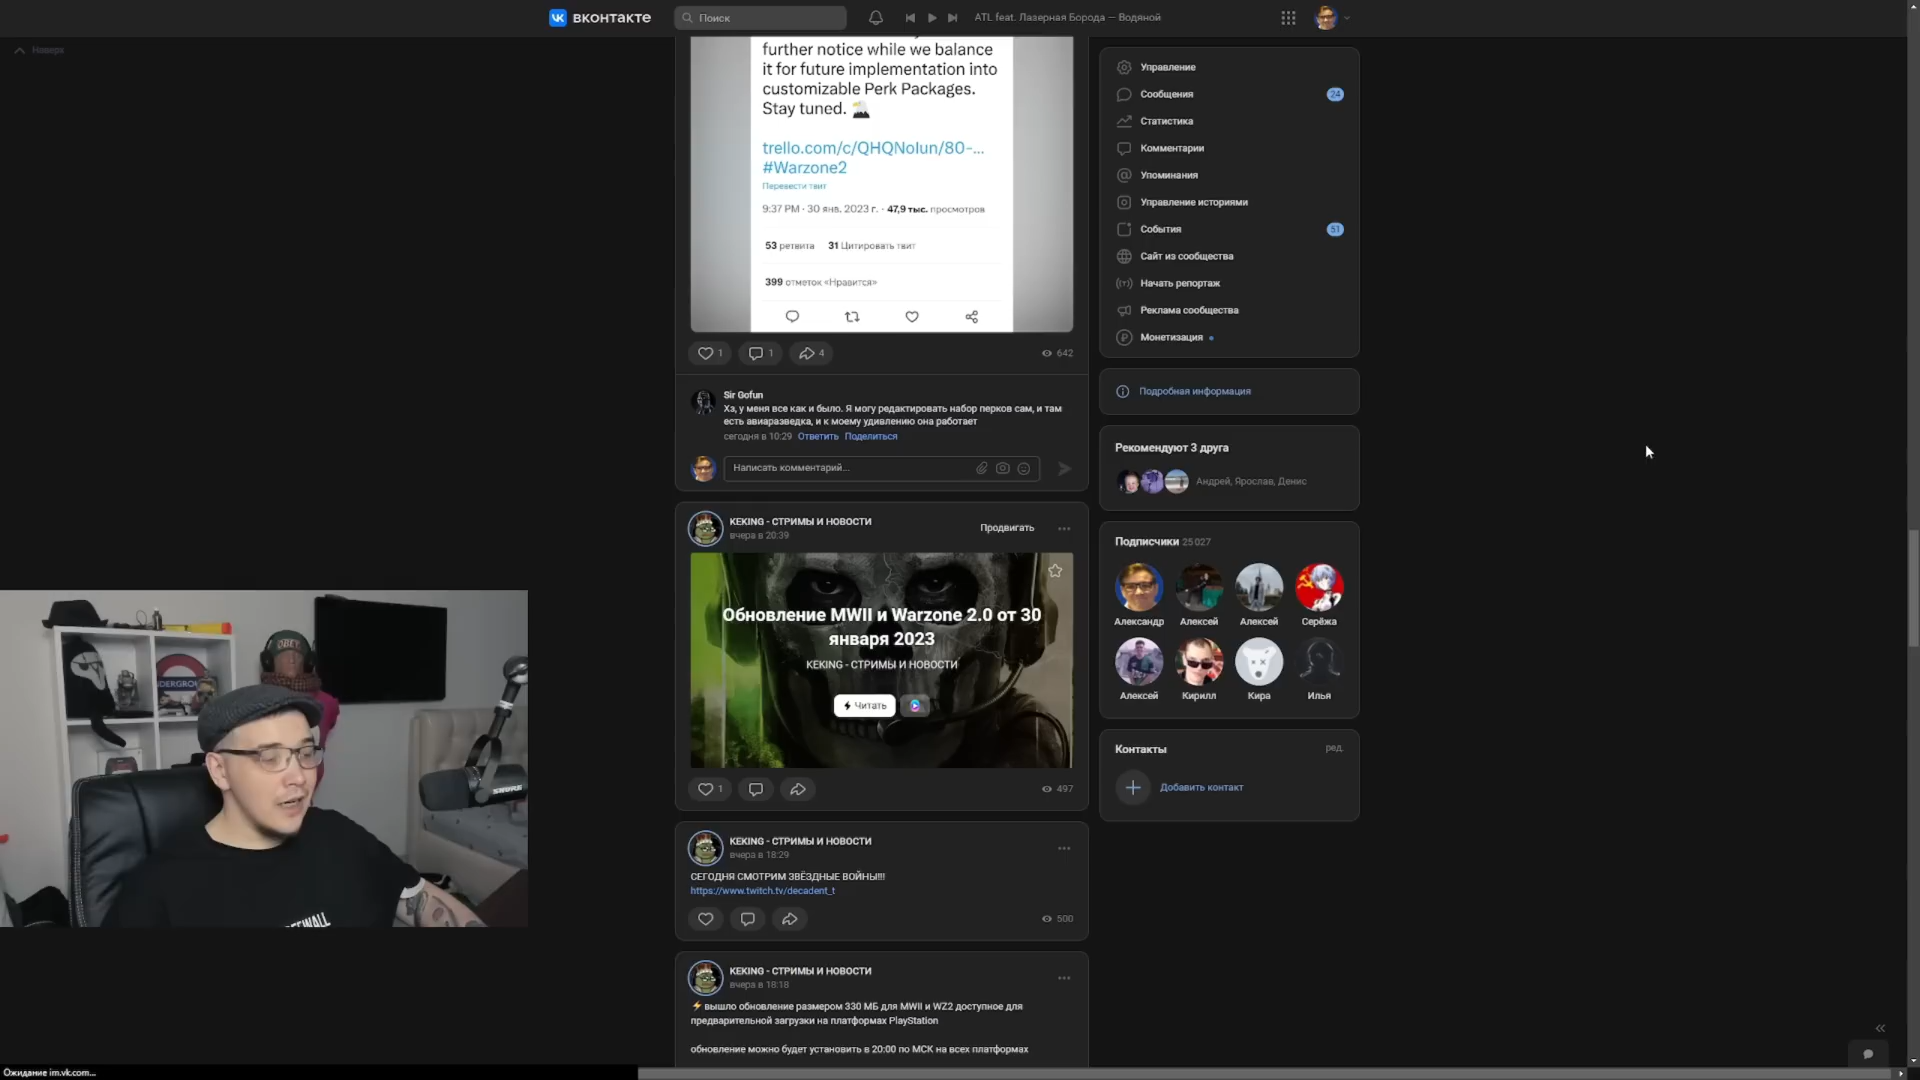 вконтакте
Поиск
ATL feat. Лазерная Борода — Водяной
Наверх
further notice while we balance
it for future implementation into
customizable Perk Packages.
Stay tuned.
trello.com/c/QHQNolun/80-...
#Warzone2
Перевести твит
9:37 PM · 30 янв. 2023 г. · 47,9 тыс. просмотров
53 ретвита 31 Цитировать твит
399 отметок «Нравится»
1 1 4 642
Sir Gofun
Хз, у меня все как и было. Я могу редактировать набор перков сам, и там
есть авиаразведка, и к моему удивлению она работает
сегодня в 10:29 Ответить Поделиться
Написать комментарий...
KEKING - СТРИМЫ И НОВОСТИ
вчера в 20:39
Продвигать
Обновление MWII и Warzone 2.0 от 30
января 2023
KEKING - СТРИМЫ И НОВОСТИ
Читать
1 497
KEKING - СТРИМЫ И НОВОСТИ
вчера в 18:29
СЕГОДНЯ СМОТРИМ ЗВЁЗДНЫЕ ВОЙНЫ!!!
https://www.twitch.tv/decadent_t
500
KEKING - СТРИМЫ И НОВОСТИ
вчера в 18:18
вышло обновление размером 330 МБ для MWII и WZ2 доступное для
предварительной загрузки на платформах PlayStation
обновление можно будет установить в 20:00 по МСК на всех платформах
Управление
Сообщения 24
Статистика
Комментарии
Упоминания
Управление историями
События 51
Сайт из сообщества
Начать репортаж
Реклама сообщества
Монетизация
Подробная информация
Рекомендуют 3 друга
Андрей, Ярослав, Денис
Подписчики 25 027
Александр Алексей Алексей Серёжа
Алексей Кирилл Кира Илья
Контакты ред.
Добавить контакт
OBEY
UNDERGROU
SHURE
Ожидание im.vk.com...